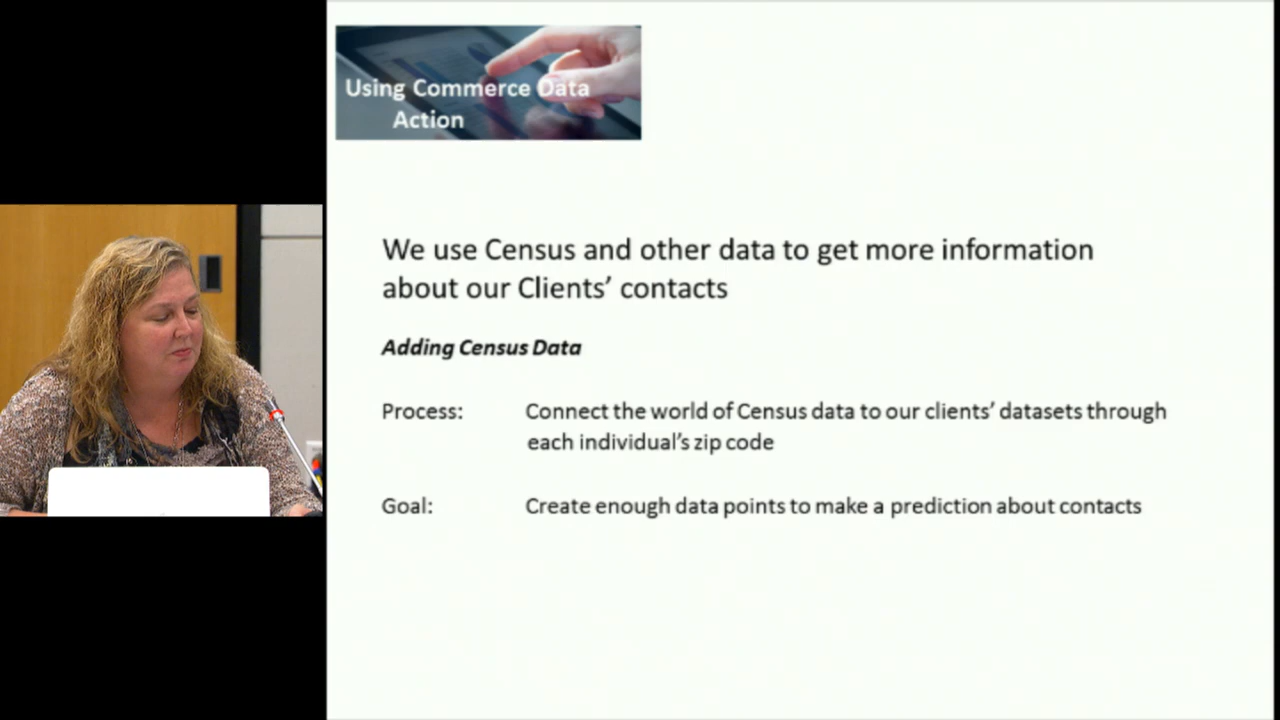 Using Commerce Data
Action
We use Census and other data to get more information
about our Clients’ contacts
Adding Census Data
Process: Connect the world of Census data to our clients’ datasets through
each individual’s zip code
Goal: Create enough data points to make a prediction about contacts